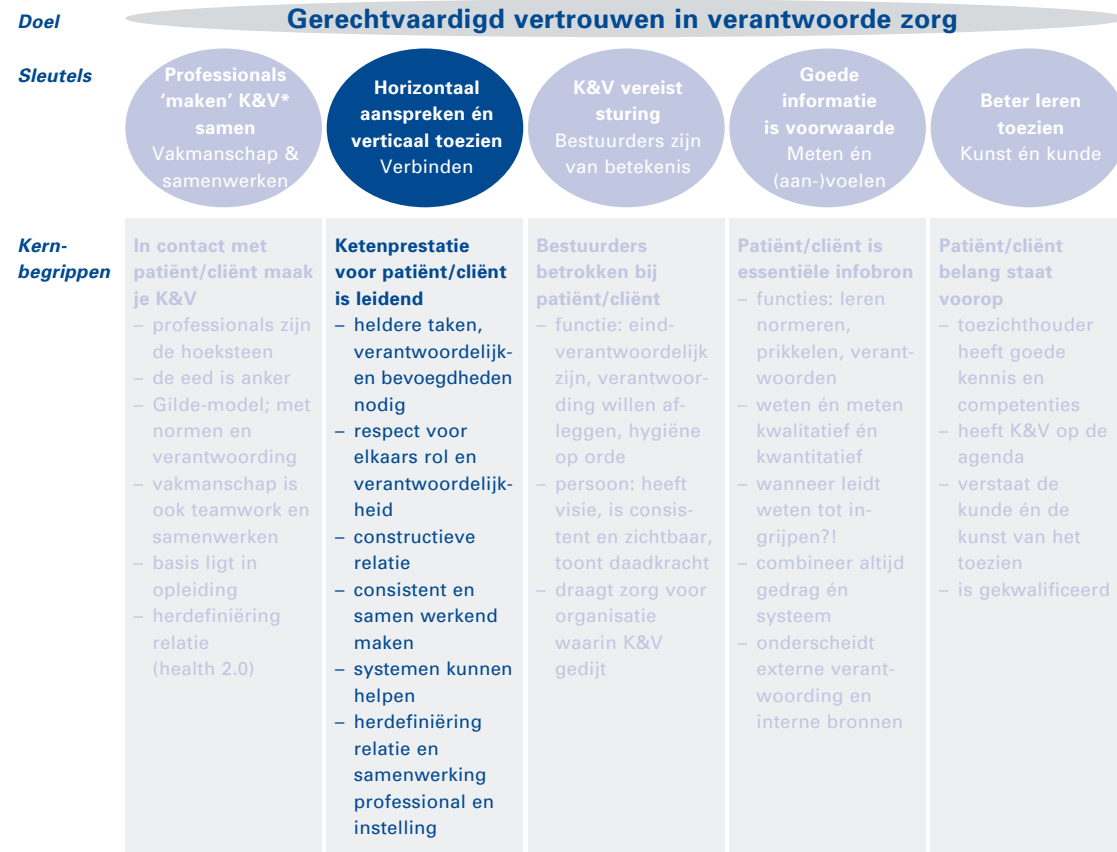 Doel
Gerechtvaardigd vertrouwen in verantwoorde zorg
Sleutels
Professionals
‘maken’ K&V*
samen
Vakmanschap &
samenwerken
Horizontaal
aanspreken én
verticaal toezien
Verbinden
K&V vereist
sturing
Bestuurders zijn
van betekenis
Goede
informatie
is voorwaarde
Meten én
(aan-)voelen
Beter leren
toezien
Kunst én kunde
Kern-
begrippen
In contact met
patiënt/cliënt maak
je K&V
– professionals zijn
de hoeksteen
– de eed is anker
– Gilde-model; met
normen en
verantwoording
– vakmanschap is
ook teamwork en
samenwerken
– basis ligt in
opleiding
– herdefiniëring
relatie
(health 2.0)
Ketenprestatie
voor patiënt/cliënt
is leidend
– heldere taken,
verantwoordelijk-
en bevoegdheden
nodig
– respect voor
elkaars rol en
verantwoordelijk-
heid
– constructieve
relatie
– consistent en
samen werkend
maken
– systemen kunnen
helpen
– herdefiniëring
relatie en
samenwerking
professional en
instelling
Bestuurders
betrokken bij
patiënt/cliënt
– functie: eind-
verantwoordelijk
zijn, verantwoor-
ding willen af-
leggen, hygiëne
op orde
– persoon: heeft
visie, is consis-
tent en zichtbaar,
toont daadkracht
– draagt zorg voor
organisatie
waarin K&V
gedijt
Patiënt/cliënt is
essentiële infobron
– functies: leren
normeren,
prikkelen, verant-
woorden
– weten én meten
kwalitatief én
kwantitatief
– wanneer leidt
weten tot in-
grijpen?!
– combineer altijd
gedrag én
systeem
– onderscheidt
externe verant-
woording en
interne bronnen
Patiënt/cliënt
belang staat
voorop
– toezichthouder
heeft goede
kennis en
competenties
– heeft K&V op de
agenda
– verstaat de
kunde én de
kunst van het
toezien
– is gekwalificeerd